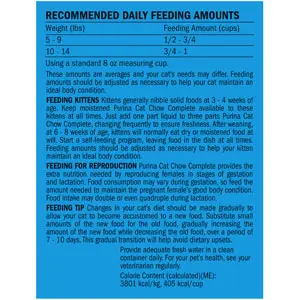 RECOMMENDED DAILY FEEDING AMOUNTS
Weight (lbs) Feeding Amount (cups)
5 - 9 1/2 - 3/4
10 - 14 3/4 - 1
Using a standard 8 oz measuring cup.
These amounts are averages and your cat's needs may differ. Feeding
amounts should be adjusted as necessary to help your cat maintain an
ideal body condition.
FEEDING KITTENS Kittens generally nibble solid foods at 3 - 4 weeks of
age. Keep moistened Purina Cat Chow Complete available to these
kittens at all times. Just add one part liquid to three parts Purina Cat
Chow Complete, changing frequently to ensure freshness. After weaning,
at 6 - 8 weeks of age, kittens will normally eat dry or moistened food at
will. Start a self-feeding program, leaving food in the dish at all times.
Feeding amounts should be adjusted as necessary to help your kitten
maintain an ideal body condition.
FEEDING FOR REPRODUCTION Purina Cat Chow Complete provides the
extra nutrition needed by reproducing females in stages of gestation
and lactation. Food consumption may vary during gestation, so feed the
amount needed to maintain the pregnant female's good body condition.
Food intake may double or even quadruple during lactation.
FEEDING TIP Changes in your cat's diet should be made gradually to
allow your cat to become accustomed to a new food. Substitute small
amounts of the new food for the old food, gradually increasing the
amount of the new food while decreasing the old food, over a period of
7 - 10 days. This gradual transition will help avoid dietary upsets.
Provide adequate fresh water in a clean
container daily. For your pet's health, see your
veterinarian regularly.
Calorie Content (calculated)(ME):
3801 kcal/kg, 405 kcal/cup